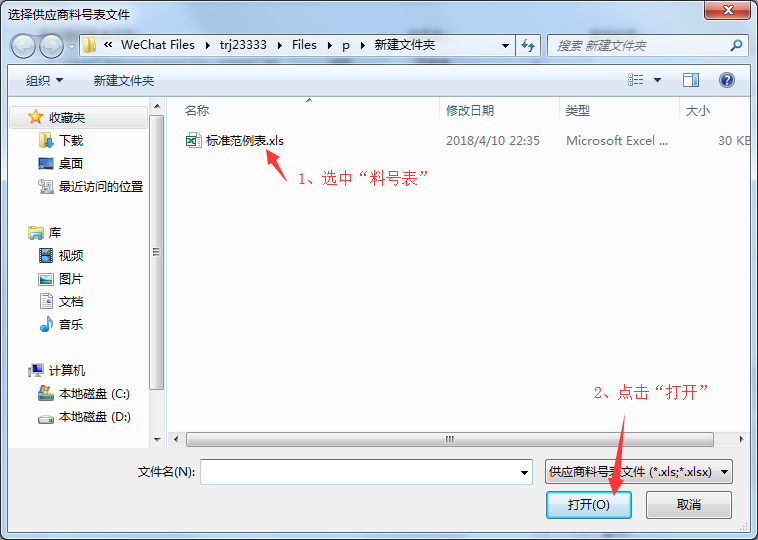 选择供应商料号表文件
« WeChat Files ▸ trj23333 ▸ Files ▸ p ▸ 新建文件夹
搜索 新建文件夹
组织 新建文件夹
名称 修改日期 类型 大小
收藏夹
下载
桌面
最近访问的位置
库
视频
图片
文档
音乐
计算机
本地磁盘 (C:)
本地磁盘 (D:)
标准范例表.xls 2018/4/10 22:35 Microsoft Excel ... 30 KB
1、选中“料号表”
2、点击“打开”
文件名(N):
供应商料号表文件 (*.xls;*.xlsx)
打开(O) 取消